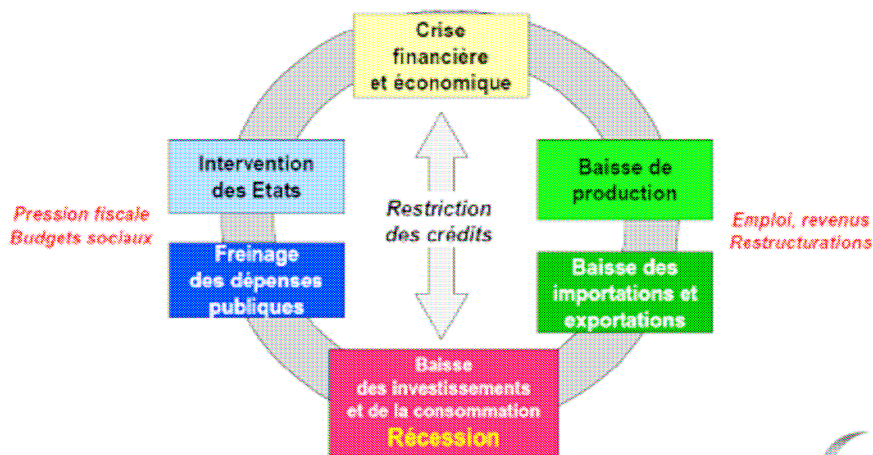 Crise
financière
et économique
Intervention
des Etats
Baisse de
production
Pression fiscale
Budgets sociaux
Restriction
des crédits
Emploi, revenus
Restructurations
Freinage
des dépenses
publiques
Baisse des
importations et
exportations
Baisse
des investissements
et de la consommation
Récession